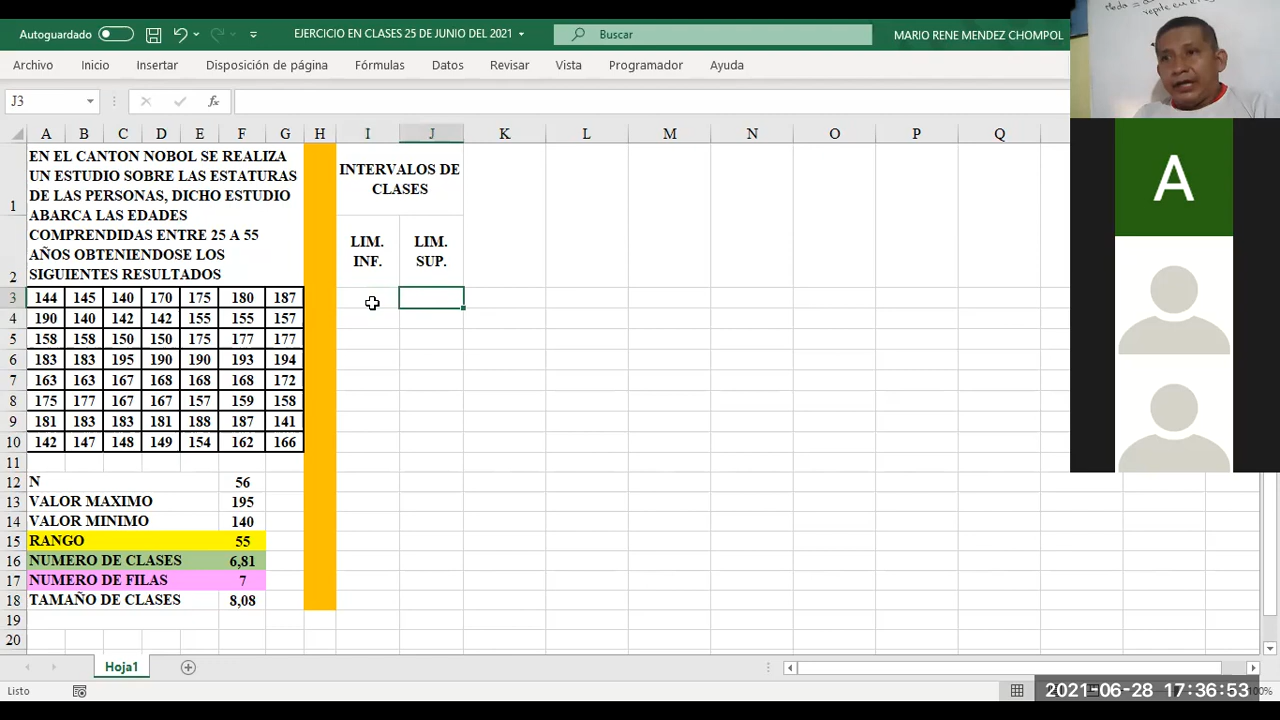 Autoguardado
EJERCICIO EN CLASES 25 DE JUNIO DEL 2021
Buscar
MARIO RENE MENDEZ CHOMPOL
Archivo Inicio Insertar Disposición de página Fórmulas Datos Revisar Vista Programador Ayuda
J3
fx
A B C D E F G H I J K L M N O P Q
1
EN EL CANTON NOBOL SE REALIZA
UN ESTUDIO SOBRE LAS ESTATURAS
DE LAS PERSONAS, DICHO ESTUDIO
ABARCA LAS EDADES
COMPRENDIDAS ENTRE 25 A 55
AÑOS OBTENIENDOSE LOS
SIGUIENTES RESULTADOS
INTERVALOS DE
CLASES
2
LIM.
INF.
LIM.
SUP.
3 144 145 140 170 175 180 187
4 190 140 142 142 155 155 157
5 158 158 150 150 175 177 177
6 183 183 195 190 190 193 194
7 163 163 167 168 168 168 172
8 175 177 167 167 157 159 158
9 181 183 183 181 188 187 141
10 142 147 148 149 154 162 166
11
12 N 56
13 VALOR MAXIMO 195
14 VALOR MINIMO 140
15 RANGO 55
16 NUMERO DE CLASES 6,81
17 NUMERO DE FILAS 7
18 TAMAÑO DE CLASES 8,08
19
20
Hoja1
Listo
2021-06-28 17:36:53
100%
A